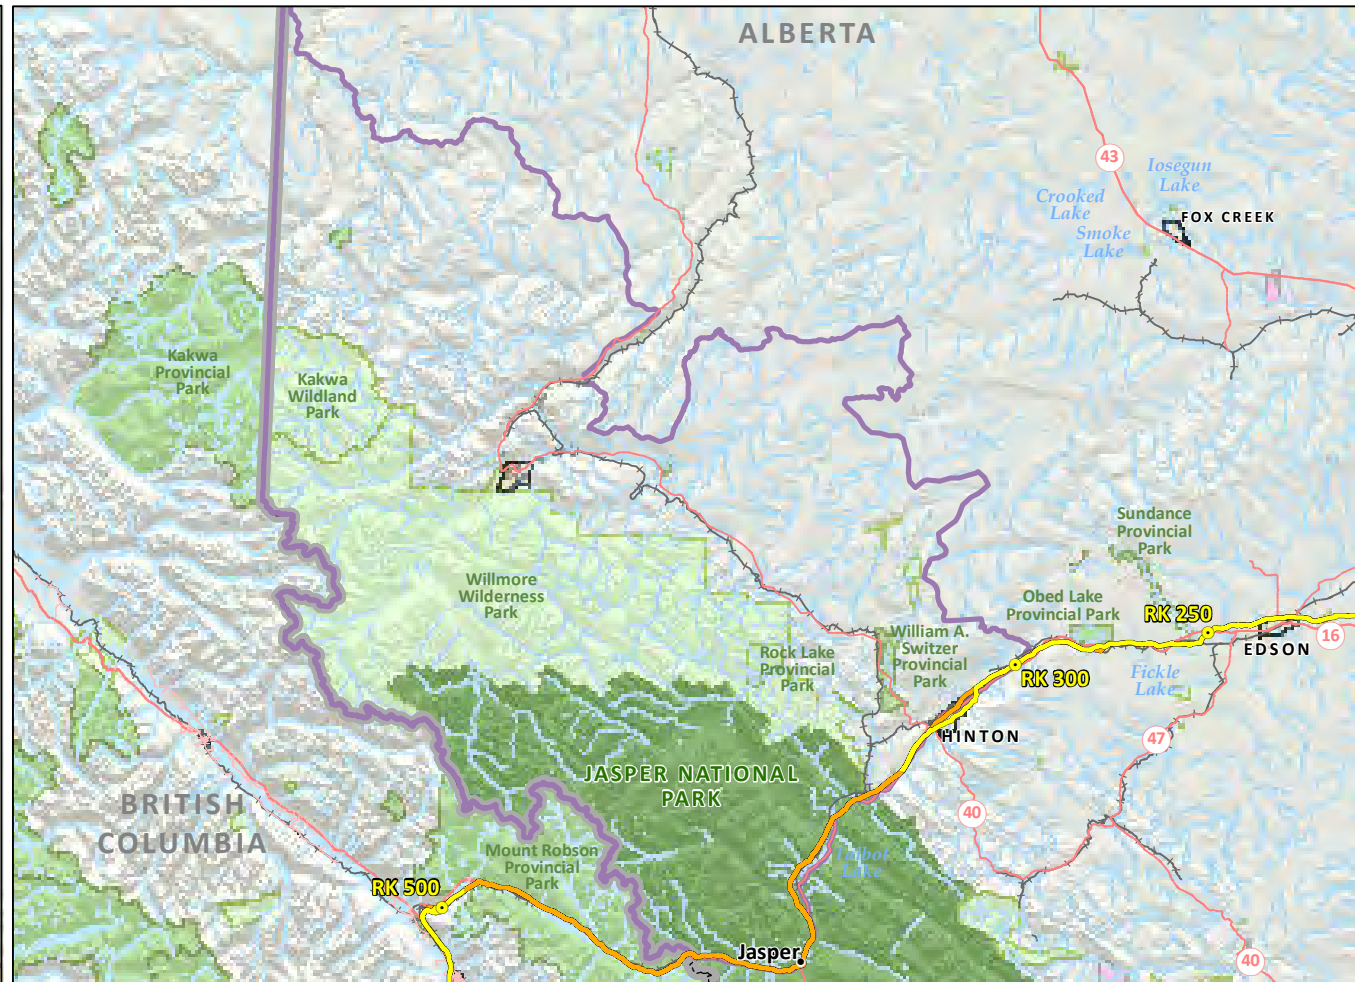 ALBERTA
43
Iosegun
Lake
Crooked
Lake
FOX CREEK
Smoke
Lake
Kakwa
Provincial
Park
Kakwa
Wildland
Park
Sundance
Provincial
Park
Willmore
Wilderness
Park
Obed Lake
Provincial Park
RK 250
William A.
Switzer
Provincial
Park
16
EDSON
Rock Lake
Provincial
Park
RK 300
Fickle
Lake
HINTON
47
JASPER NATIONAL
PARK
BRITISH
COLUMBIA
40
Mount Robson
Provincial
Park
Talbot
Lake
RK 500
Jasper
40